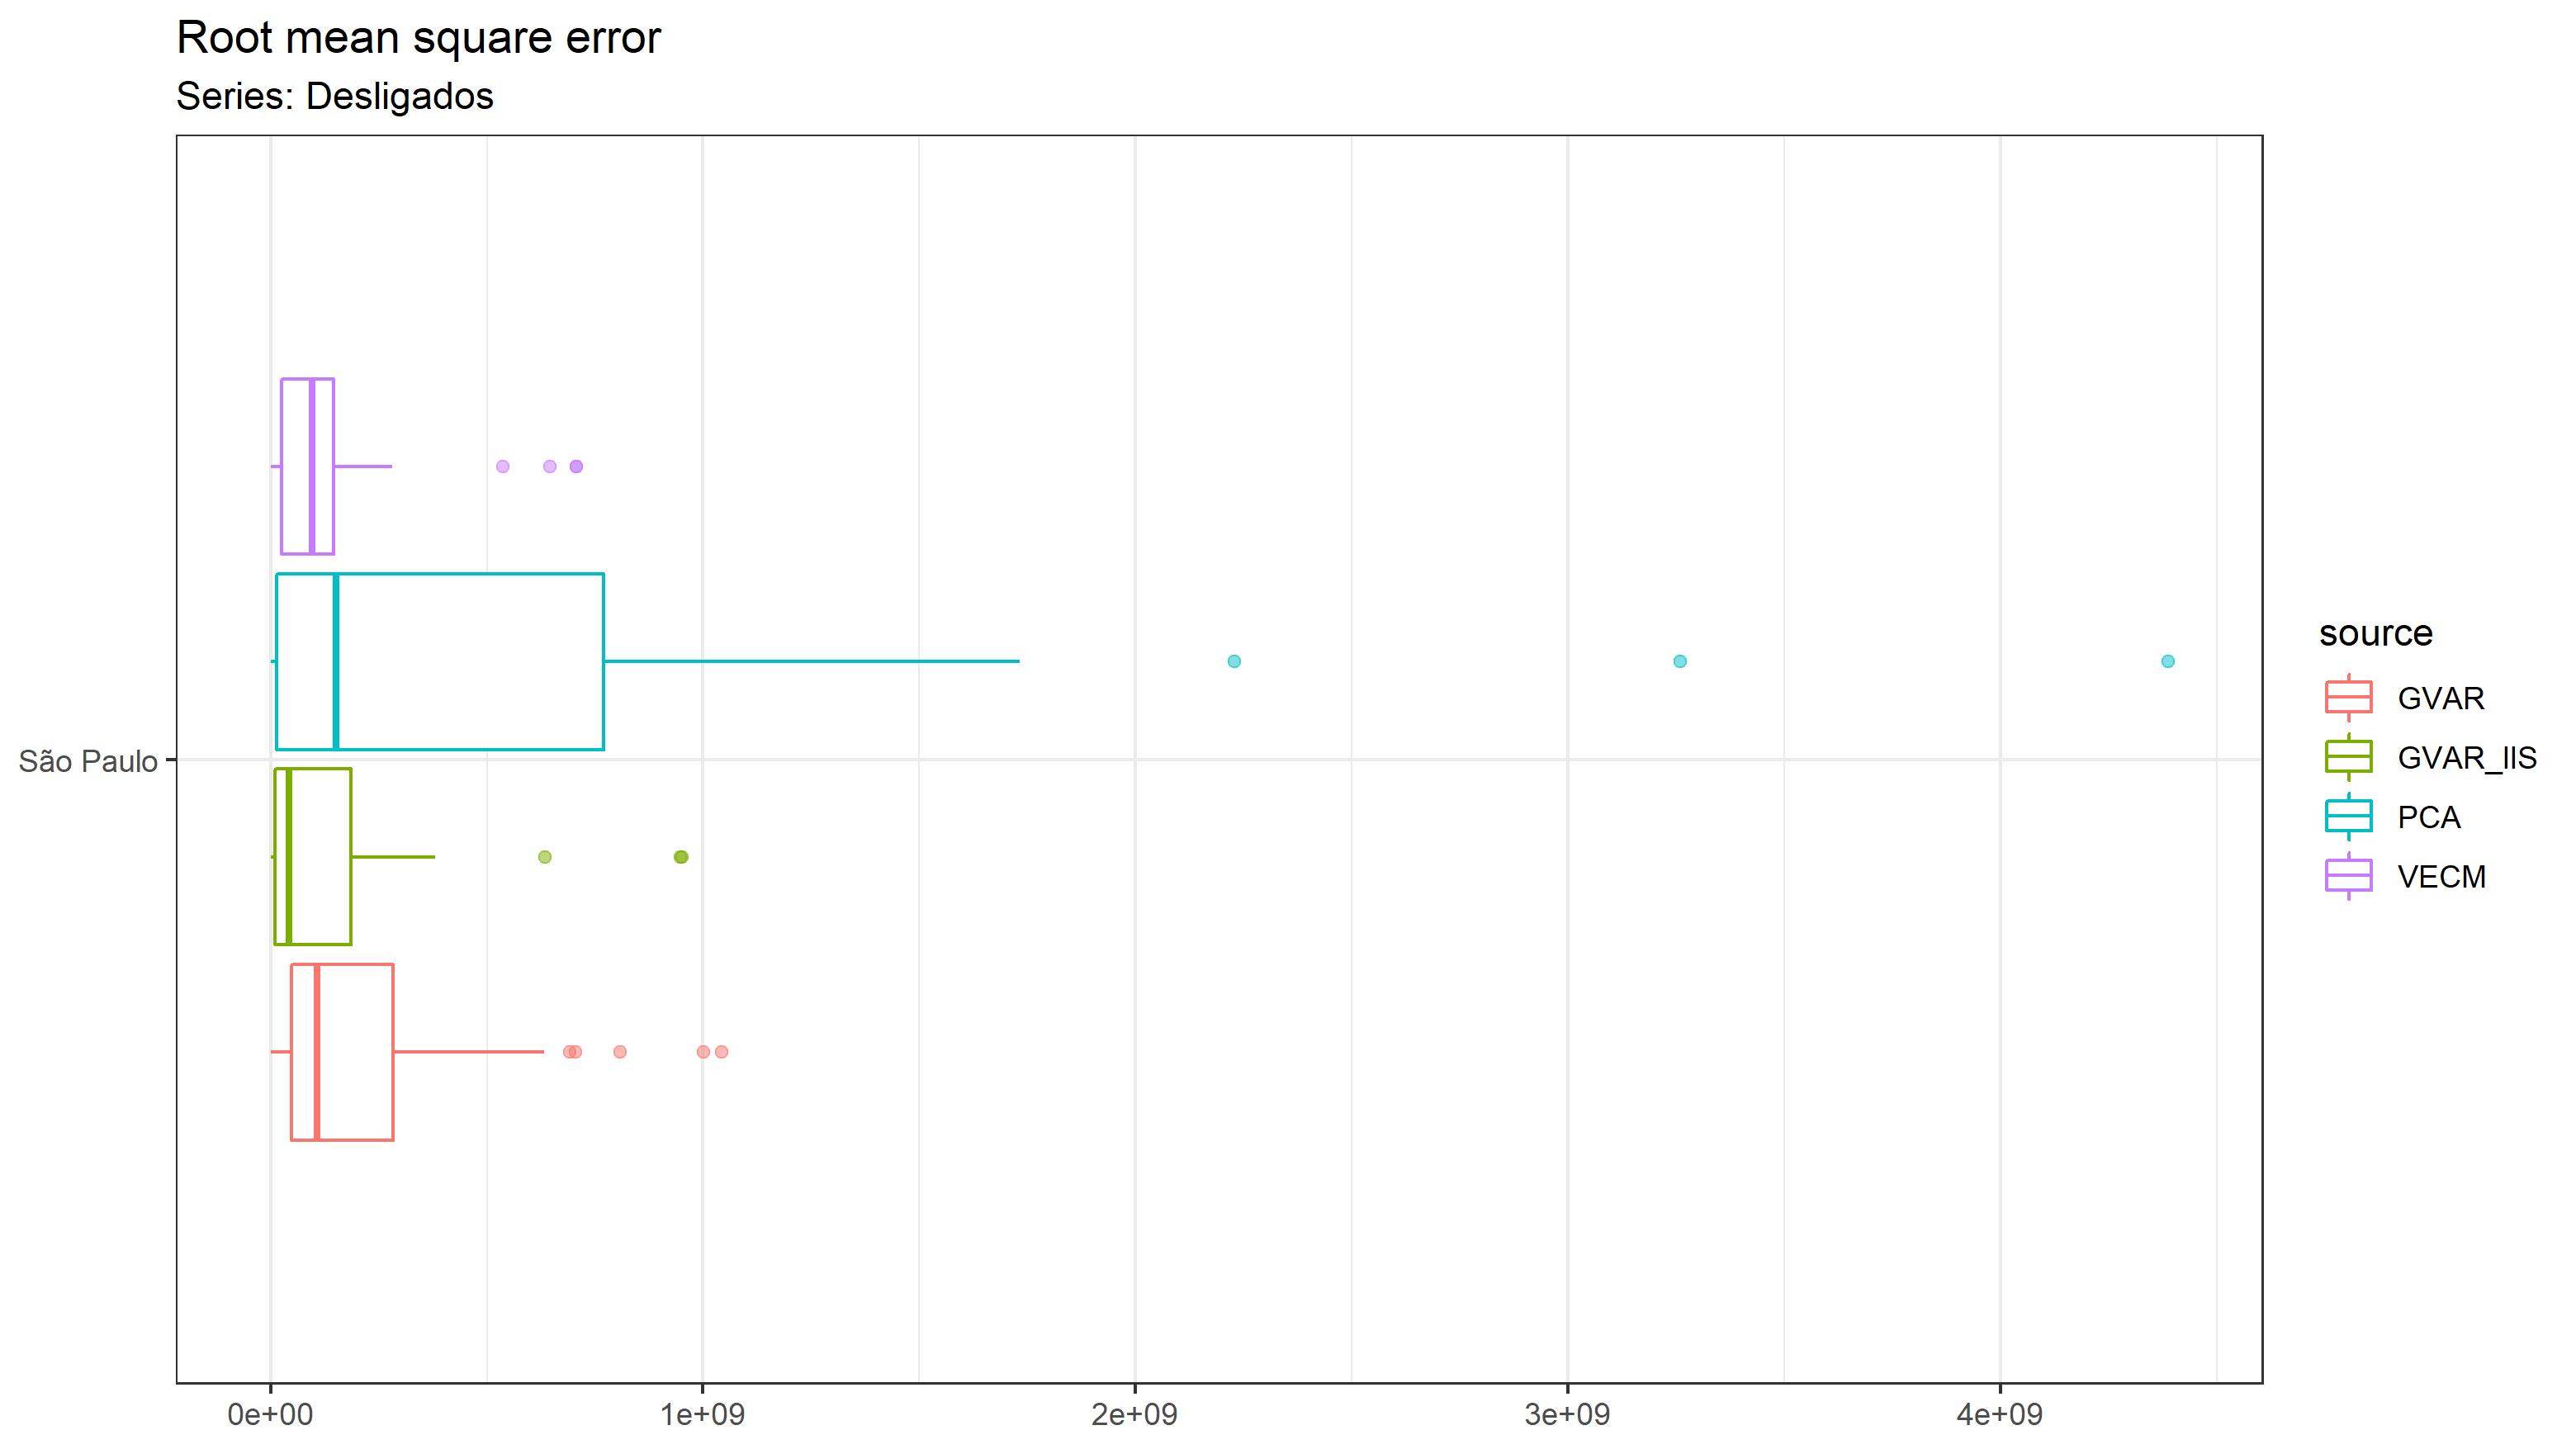 Root mean square error
Series: Desligados
São Paulo
0e+00
1e+09
2e+09
3e+09
4e+09
source
GVAR
GVAR_IIS
PCA
VECM